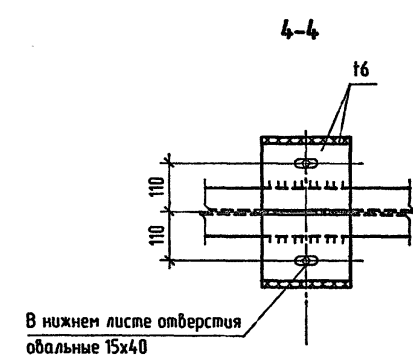 4-4
t6
110
110
В нижнем листе отверстия
овальные 15х40